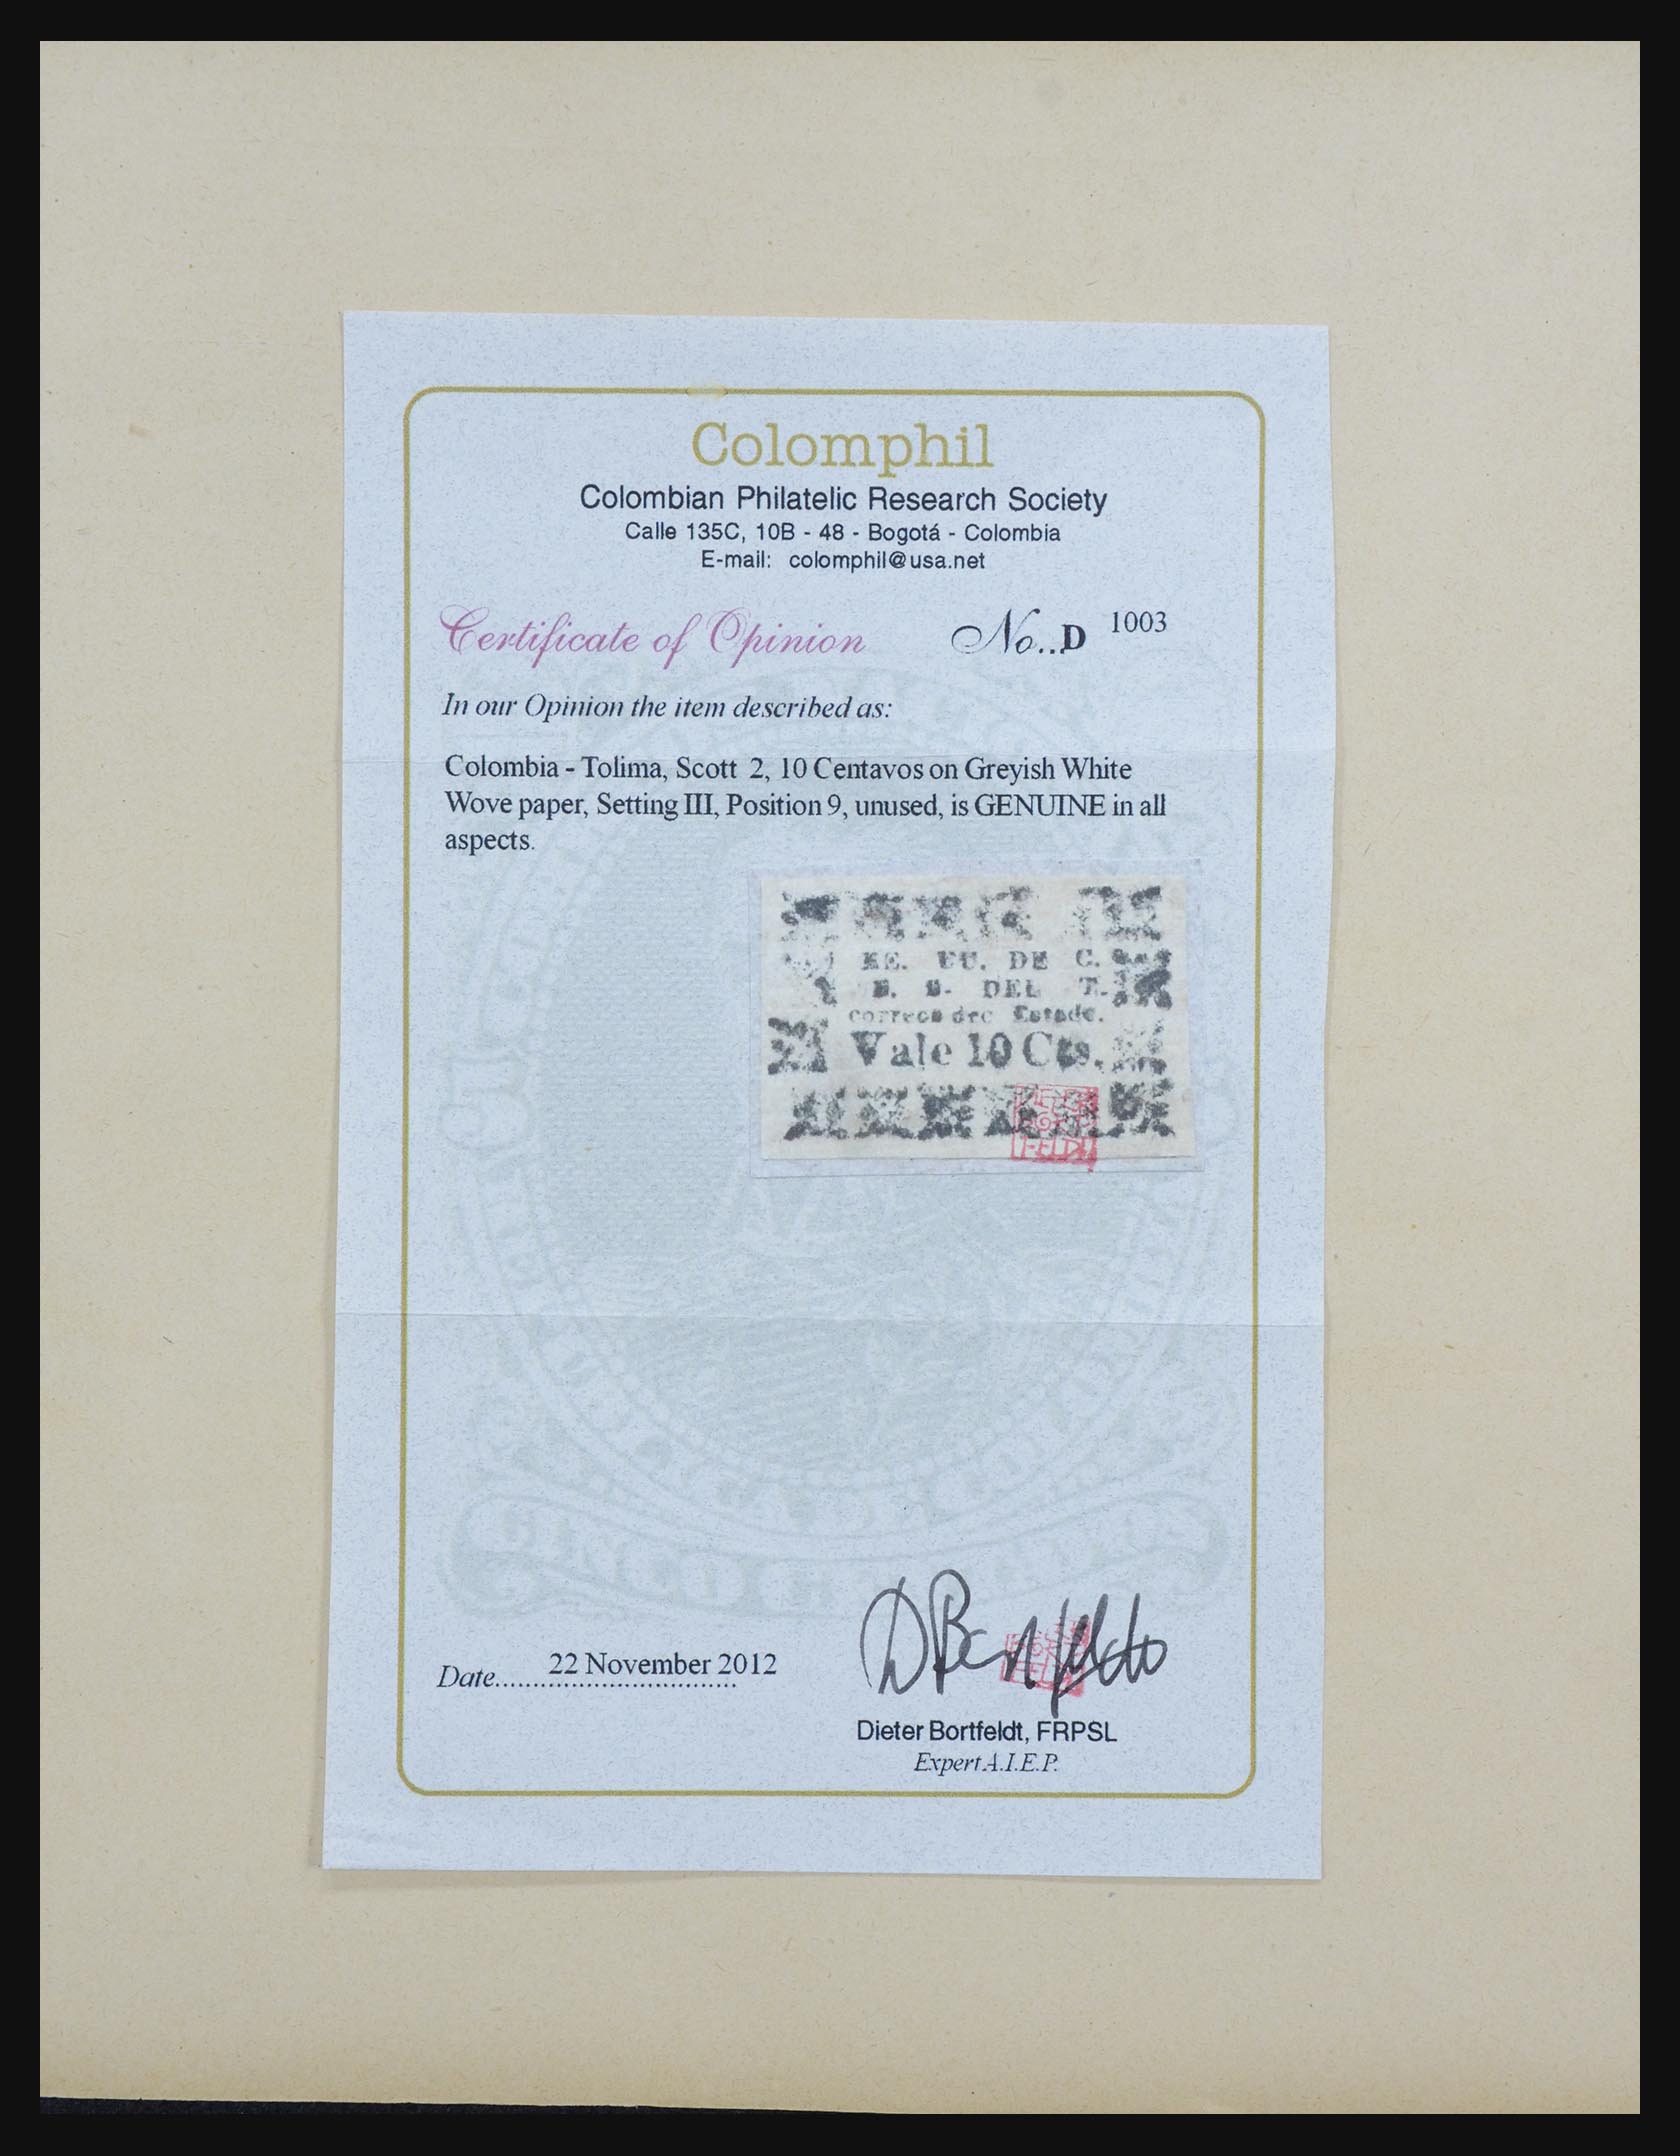 Colomphil
Colombian Philatelic Research Society
Calle 135C, 10B - 48 - Bogotá - Colombia
E-mail: colomphil@usa.net
Certificate of Opinion No...D 1003
In our Opinion the item described as:
Colombia - Tolima, Scott 2, 10 Centavos on Greyish White
Wove paper, Setting III, Position 9, unused, is GENUINE in all
aspects.
EE. UU. DE C.
E. S. DEL T.
Vale 10 Cts.
Date................................ 22 November 2012
Dieter Bortfeldt, FRPSL
Expert A.I.E.P.